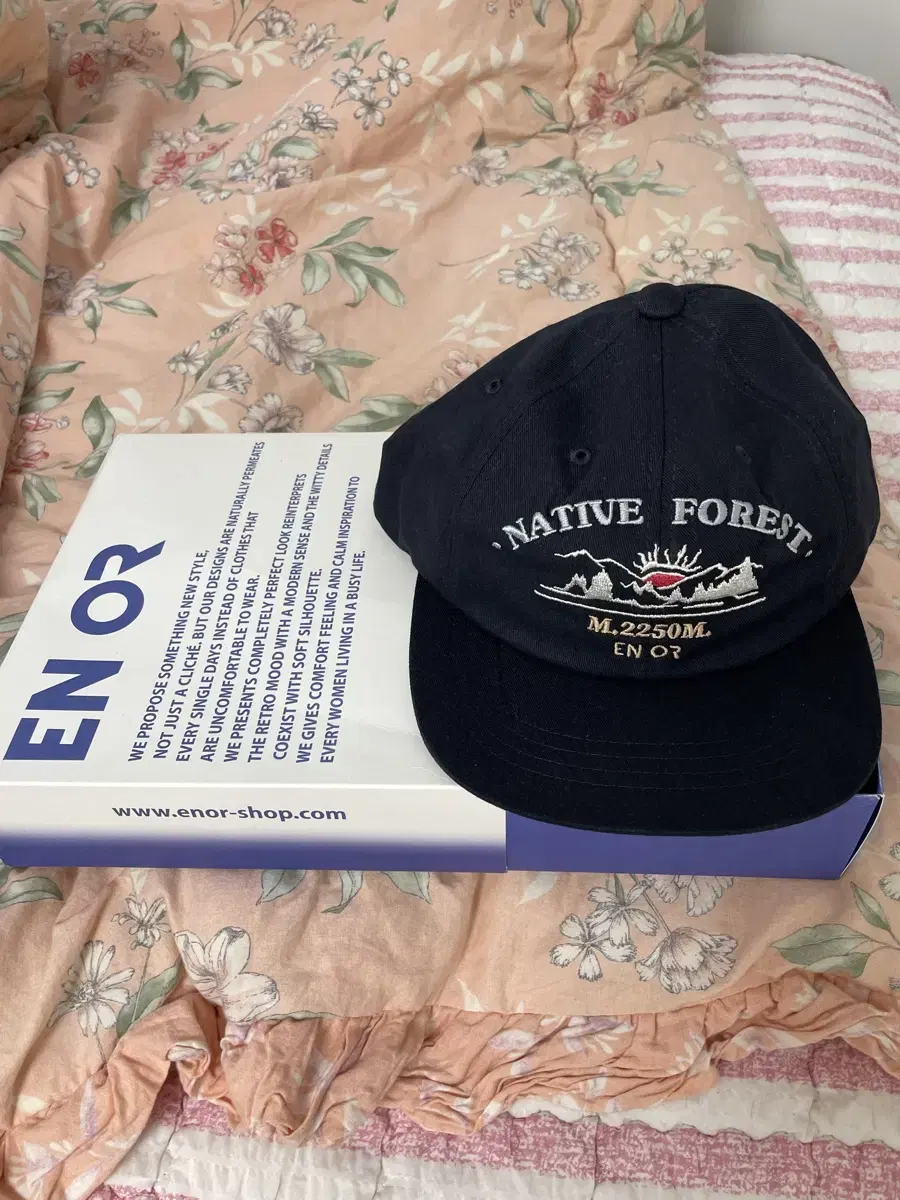 EN OR
WE PROPOSE SOMETHING NEW STYLE,
NOT JUST A CLICHÉ. BUT OUR DESIGNS ARE NATURALLY PERMEATES
EVERY SINGLE DAYS INSTEAD OF CLOTHES THAT
ARE UNCOMFORTABLE TO WEAR.
WE PRESENTS COMPLETELY PERFECT LOOK REINTERPRETS
THE RETRO MOOD WITH A MODERN SENSE AND THE WITTY DETAILS
COEXIST WITH SOFT SILHOUETTE.
WE GIVES COMFORT FEELING AND CALM INSPIRATION TO
EVERY WOMEN LIVING IN A BUSY LIFE.
www.enor-shop.com
'NATIVE FOREST'
M.2250M.
EN OR